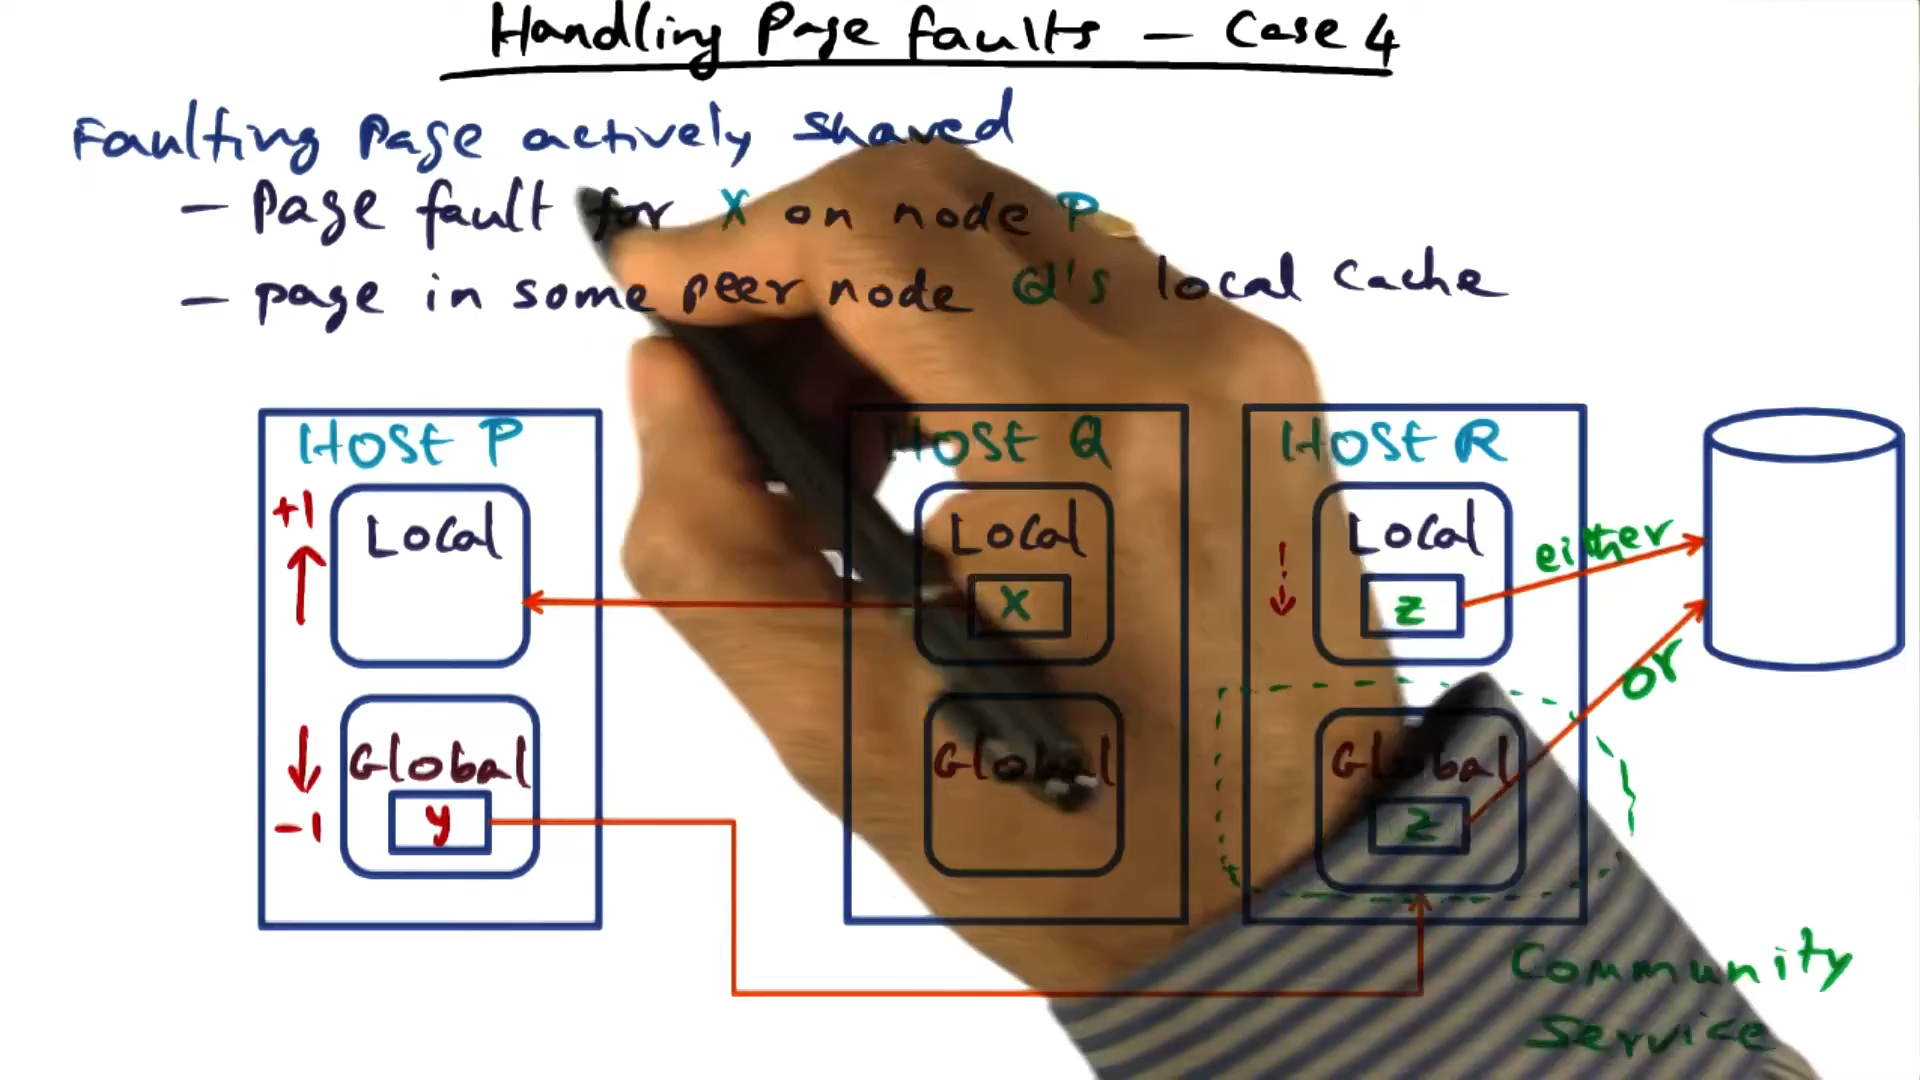 Handling Page faults - Case 4
Faulting Page actively shared
- Page fault for X on node P
- page in some peer node Q's local cache
HOST P
HOST Q
HOST R
+1
Local
Local
X
Local
Z
either
or
Global
y
-1
Global
Global
Z
Community
Service